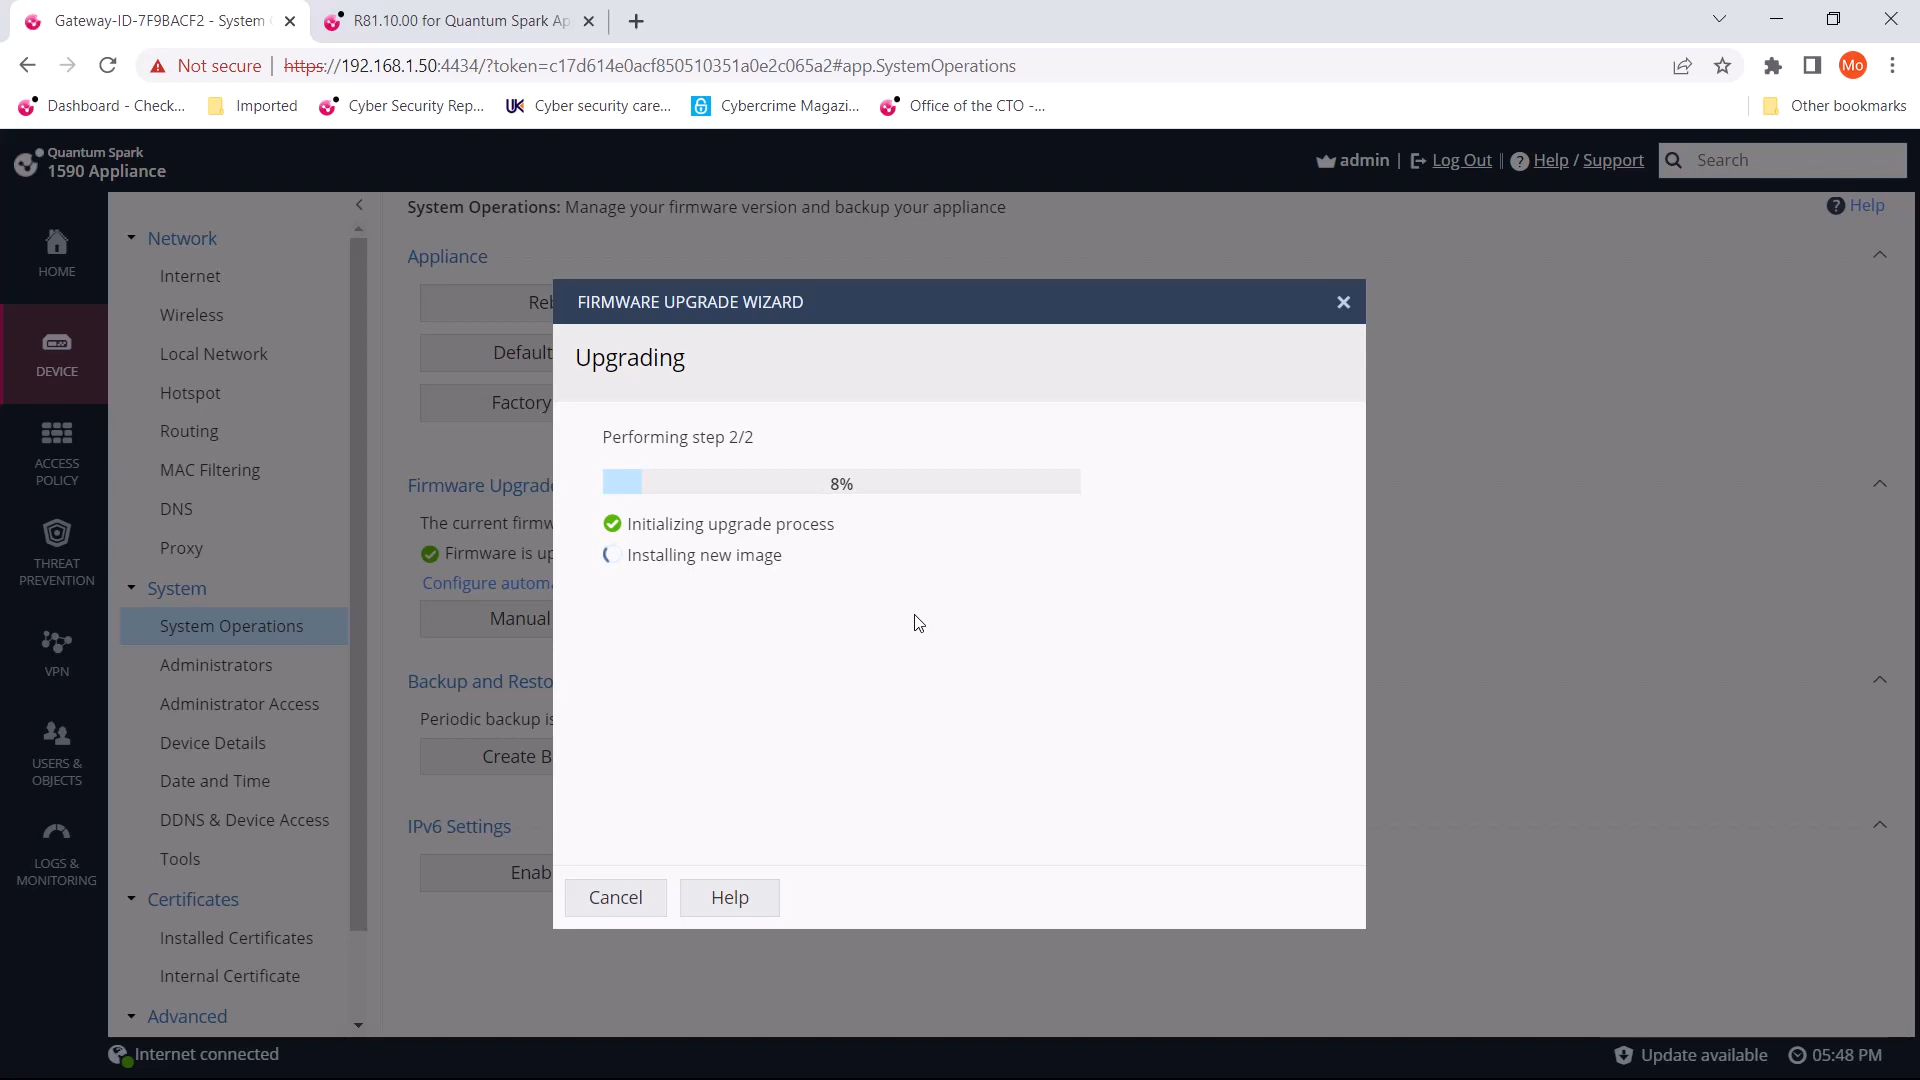 Gateway-ID-7F9BACF2 - System
R81.10.00 for Quantum Spark Ap
Not secure
https://192.168.1.50:4434/?token=c17d614e0acf850510351a0e2c065a2#app.SystemOperations
Mo
Dashboard - Check...
Imported
Cyber Security Rep...
UK
Cyber security care...
Cybercrime Magazi...
Office of the CTO -...
Other bookmarks
Quantum Spark
1590 Appliance
admin | Log Out | Help / Support
Search
HOME
DEVICE
ACCESS
POLICY
THREAT
PREVENTION
VPN
USERS &
OBJECTS
LOGS &
MONITORING
Network
Internet
Wireless
Local Network
Hotspot
Routing
MAC Filtering
DNS
Proxy
System
System Operations
Administrators
Administrator Access
Device Details
Date and Time
DDNS & Device Access
Tools
Certificates
Installed Certificates
Internal Certificate
Advanced
System Operations: Manage your firmware version and backup your appliance
Help
Appliance
Reb
Default
Factory
Firmware Upgrade
The current firmw
Firmware is up
Configure autom
Manual
Backup and Resto
Periodic backup is
Create B
IPv6 Settings
Enab
FIRMWARE UPGRADE WIZARD
Upgrading
Performing step 2/2
8%
Initializing upgrade process
Installing new image
Cancel
Help
Internet connected
Update available
05:48 PM